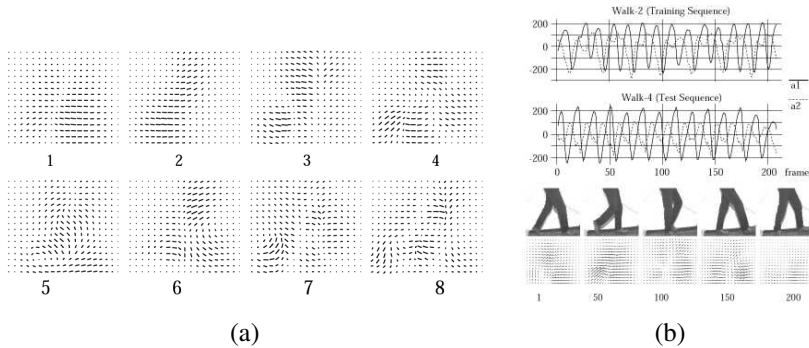 1 2 3 4
5 6 7 8
(a)
Walk-2 (Training Sequence)
200
0
-200
a1
a2
Walk-4 (Test Sequence)
200
0
-200
0 50 100 150 200 frame
1 50 100 150 200
(b)